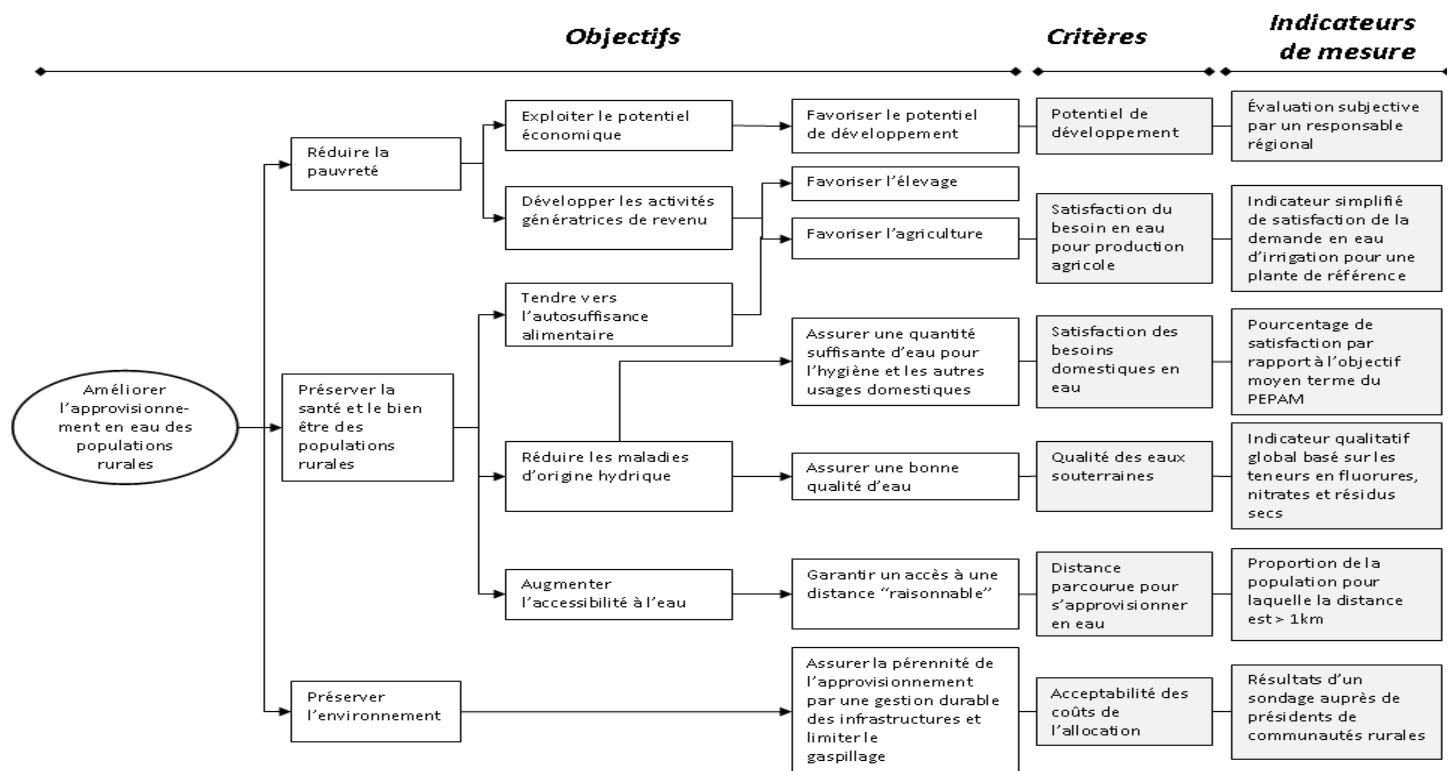 Objectifs
Critères
Indicateurs
de mesure
Améliorer
l'approvisionne-
ment en eau des
populations
rurales
Réduire la
pauvreté
Préserver la
santé et le bien
être des
populations
rurales
Préserver
l'environnement
Exploiter le potentiel
économique
Développer les activités
génératrices de revenu
Tendre vers
l'autosuffisance
alimentaire
Réduire les maladies
d'origine hydrique
Augmenter
l'accessibilité à l'eau
Favoriser le potentiel
de développement
Favoriser l'élevage
Favoriser l'agriculture
Assurer une quantité
suffisante d'eau pour
l'hygiène et les autres
usages domestiques
Assurer une bonne
qualité d'eau
Garantir un accès à une
distance "raisonnable"
Assurer la pérennité de
l'approvisionnement
par une gestion durable
des infrastructures et
limiter le
gaspillage
Potentiel de
développement
Satisfaction du
besoin en eau
pour production
agricole
Satisfaction des
besoins
domestiques en
eau
Qualité des eaux
souterraines
Distance
parcourue pour
s'approvisionner
en eau
Acceptabilité des
coûts de
l'allocation
Évaluation subjective
par un responsable
régional
Indicateur simplifié
de satisfaction de la
demande en eau
d'irrigation pour une
plante de référence
Pourcentage de
satisfaction par
rapport à l'objectif
moyen terme du
PEPAM
Indicateur qualitatif
global basé sur les
teneurs en fluorures,
nitrates et résidus
secs
Proportion de la
population pour
laquelle la distance
est > 1km
Résultats d'un
sondage auprès de
présidents de
communautés rurales